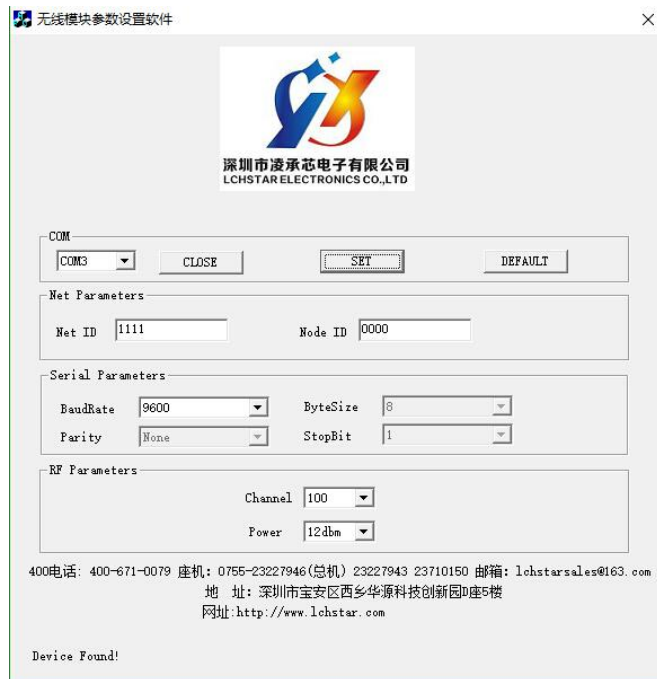 无线模块参数设置软件
深圳市凌承芯电子有限公司
LCHSTAR ELECTRONICS CO.,LTD
COM
COM3 CLOSE SET DEFAULT
Net Parameters
Net ID 1111 Node ID 0000
Serial Parameters
BaudRate 9600 ByteSize 8
Parity None StopBit 1
RF Parameters
Channel 100
Power 12dbm
400电话: 400-671-0079 座机: 0755-23227946(总机) 23227943 23710150 邮箱: lchstarsales@163.com
地 址: 深圳市宝安区西乡华源科技创新园D座5楼
网址:http://www.lchstar.com
Device Found!